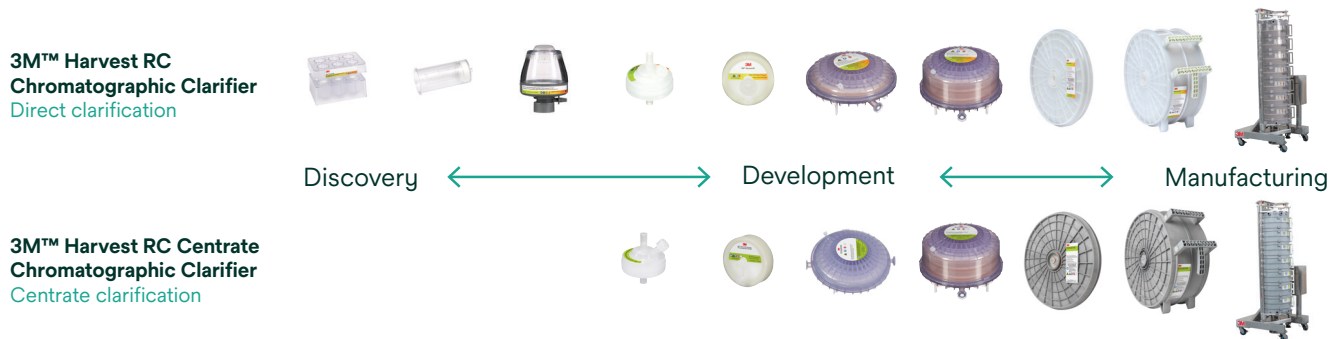 3M™ Harvest RC
Chromatographic Clarifier
Direct clarification
Discovery
Development
Manufacturing
3M™ Harvest RC Centrate
Chromatographic Clarifier
Centrate clarification